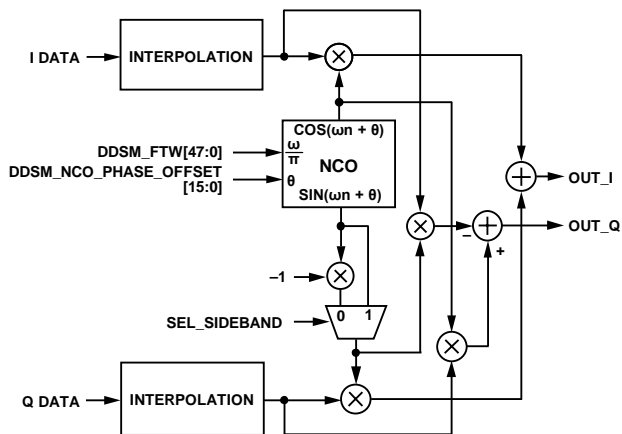 I DATA
INTERPOLATION
COS(ωn + θ)
DDSM_FTW[47:0]
ω
π
NCO
DDSM_NCO_PHASE_OFFSET
[15:0]
θ
SIN(ωn + θ)
OUT_I
–
+
OUT_Q
–1
0
1
SEL_SIDEBAND
Q DATA
INTERPOLATION